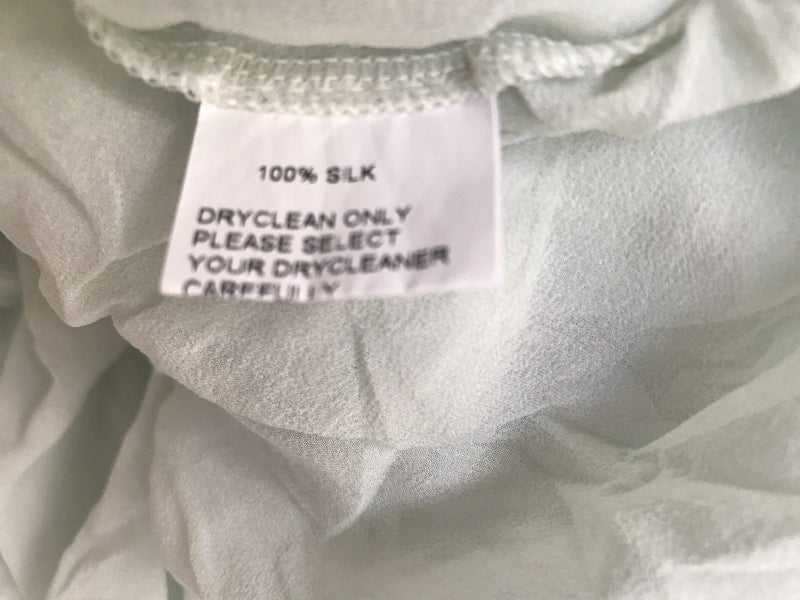 100% SILK
DRYCLEAN ONLY
PLEASE SELECT
YOUR DRYCLEANER
CAREFULLY